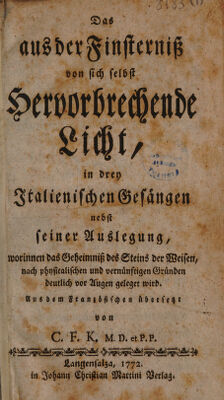 Das
aus der Finsterniß
von sich selbst
Hervorbrechende
Licht,
in drey
Italienischen Gesängen
nebst
seiner Auslegung,
worinnen das Geheimniß des Steins der Weisen,
nach physicalischen und vernünftigen Gründen
deutlich vor Augen geleget wird.
Aus dem Französischen übersetzt
von
C. F. K. M. D. et P. P.
Langensalza, 1772.
in Johann Christian Martini Verlag.